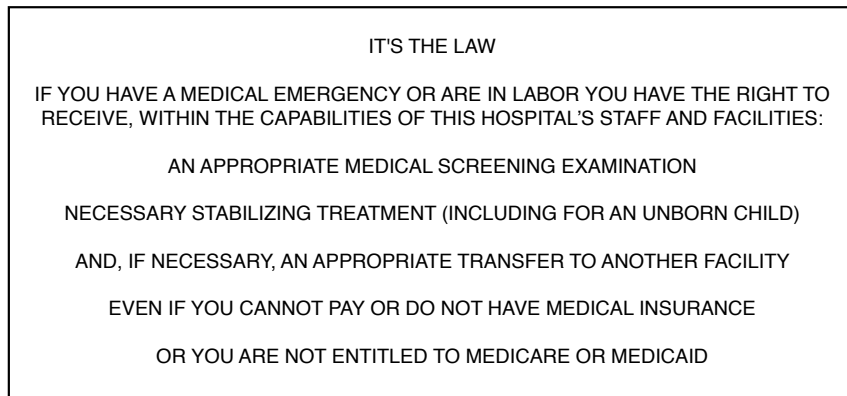 IT'S THE LAW
IF YOU HAVE A MEDICAL EMERGENCY OR ARE IN LABOR YOU HAVE THE RIGHT TO
RECEIVE, WITHIN THE CAPABILITIES OF THIS HOSPITAL’S STAFF AND FACILITIES:
AN APPROPRIATE MEDICAL SCREENING EXAMINATION
NECESSARY STABILIZING TREATMENT (INCLUDING FOR AN UNBORN CHILD)
AND, IF NECESSARY, AN APPROPRIATE TRANSFER TO ANOTHER FACILITY
EVEN IF YOU CANNOT PAY OR DO NOT HAVE MEDICAL INSURANCE
OR YOU ARE NOT ENTITLED TO MEDICARE OR MEDICAID